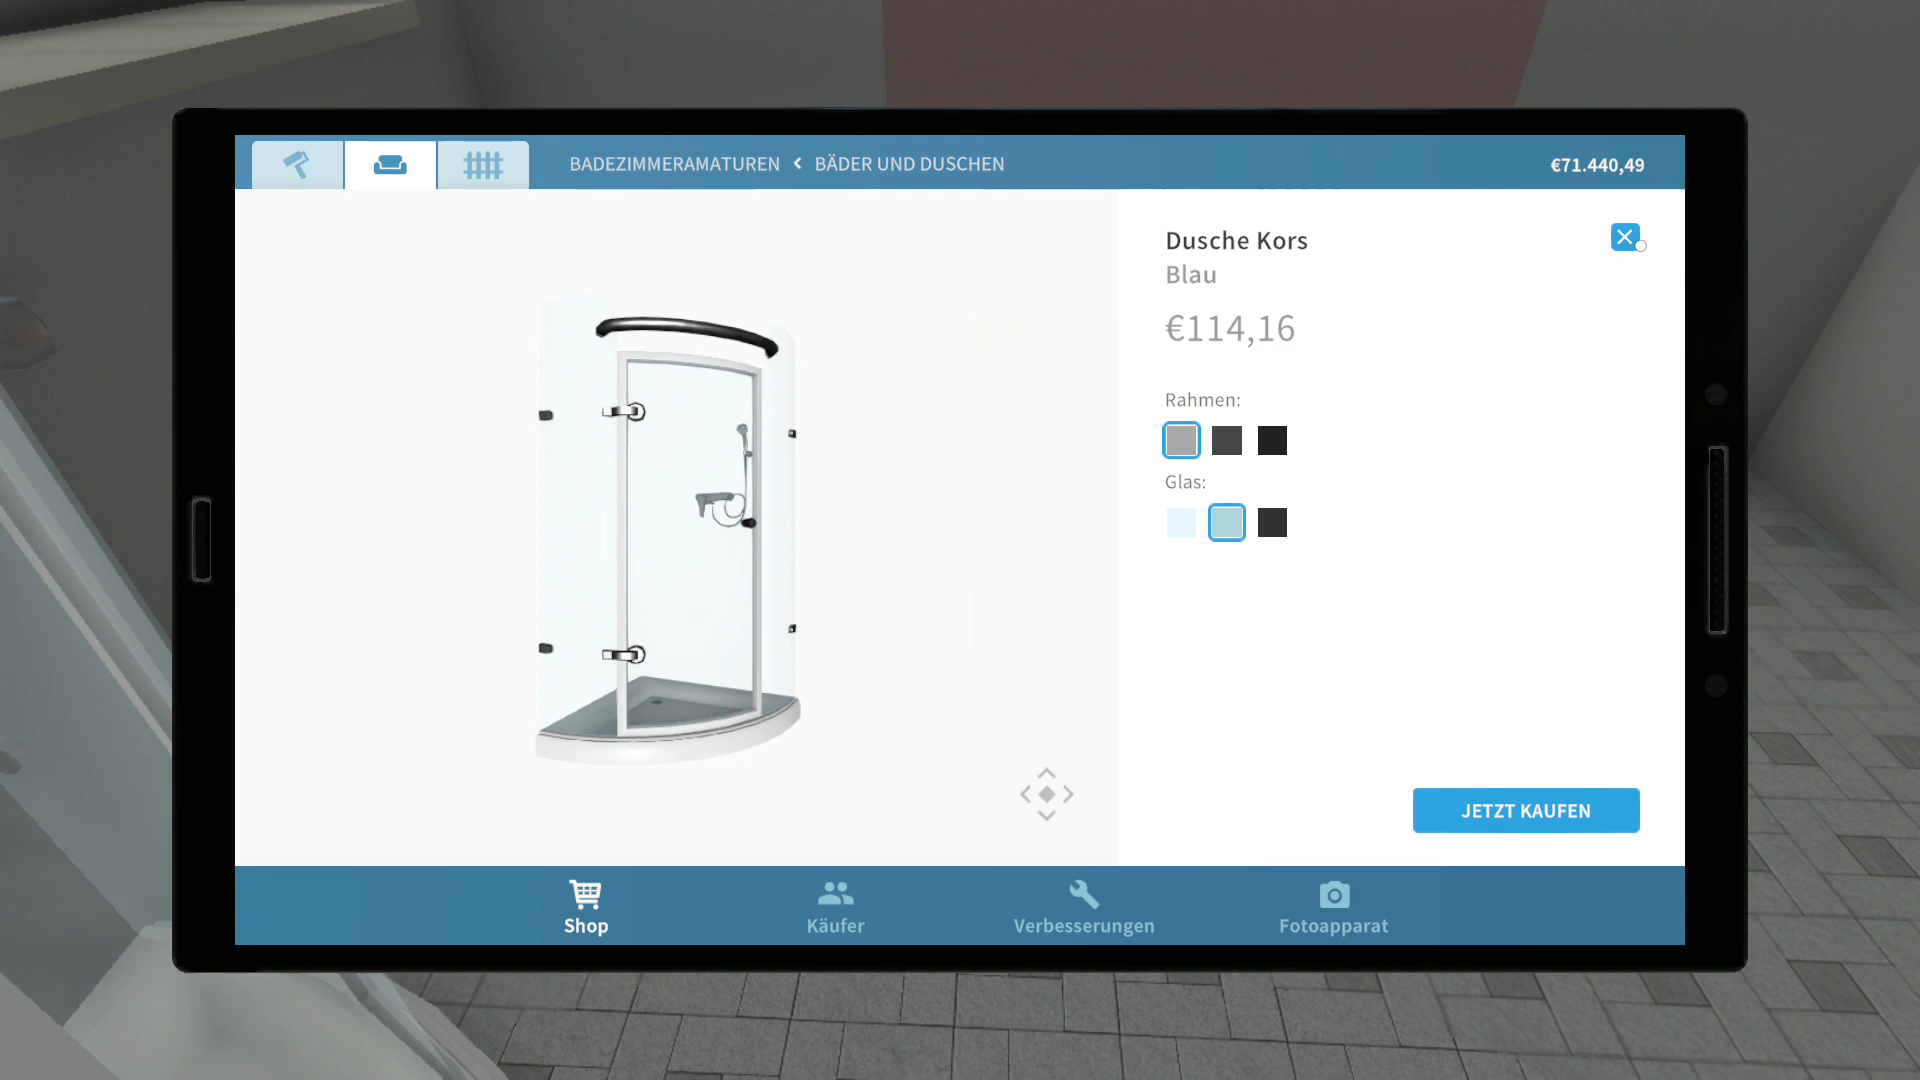 BADEZIMMERAMATUREN < BÄDER UND DUSCHEN
€71.440,49
Dusche Kors
Blau
€114,16
Rahmen:
Glas:
JETZT KAUFEN
Shop
Käufer
Verbesserungen
Fotoapparat